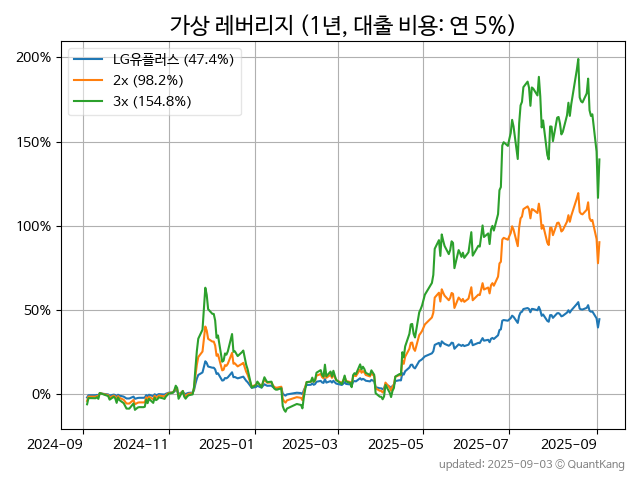 가상 레버리지 (1년, 대출 비용: 연 5%)
LG유플러스 (47.4%)
2x (98.2%)
3x (154.8%)
200%
150%
100%
50%
0%
2024-09
2024-11
2025-01
2025-03
2025-05
2025-07
2025-09
updated: 2025-09-03 © QuantKang